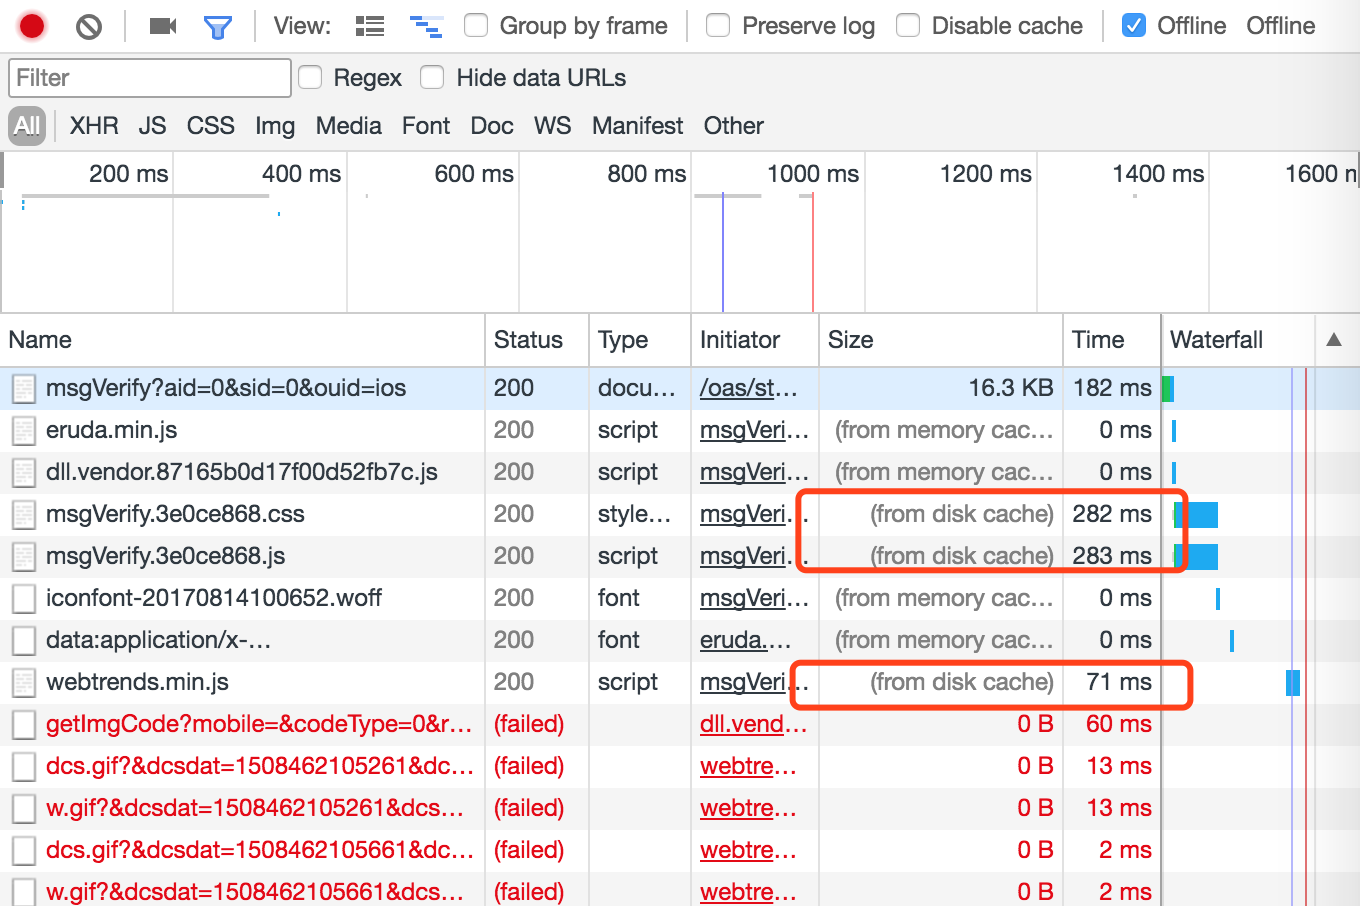 View: Group by frame Preserve log Disable cache Offline Offline
Filter Regex Hide data URLs
All XHR JS CSS Img Media Font Doc WS Manifest Other
200 ms 400 ms 600 ms 800 ms 1000 ms 1200 ms 1400 ms 1600 n
Name Status Type Initiator Size Time Waterfall ▲
msgVerify?aid=0&sid=0&ouid=ios 200 docu… /oas/st… 16.3 KB 182 ms
eruda.min.js 200 script msgVeri… (from memory cac… 0 ms
dll.vendor.87165b0d17f00d52fb7c.js 200 script msgVeri… (from memory cac… 0 ms
msgVerify.3e0ce868.css 200 style… msgVeri… (from disk cache) 282 ms
msgVerify.3e0ce868.js 200 script msgVeri… (from disk cache) 283 ms
iconfont-20170814100652.woff 200 font msgVeri… (from memory cac… 0 ms
data:application/x-… 200 font eruda.… (from memory cac… 0 ms
webtrends.min.js 200 script msgVeri… (from disk cache) 71 ms
getImgCode?mobile=&codeType=0&r… (failed) dll.vend… 0 B 60 ms
dcs.gif?&dcsdat=1508462105261&dc… (failed) webtre… 0 B 13 ms
w.gif?&dcsdat=1508462105261&dcs… (failed) webtre… 0 B 13 ms
dcs.gif?&dcsdat=1508462105661&dc… (failed) webtre… 0 B 2 ms
w.gif?&dcsdat=1508462105661&dcs… (failed) webtre… 0 B 2 ms